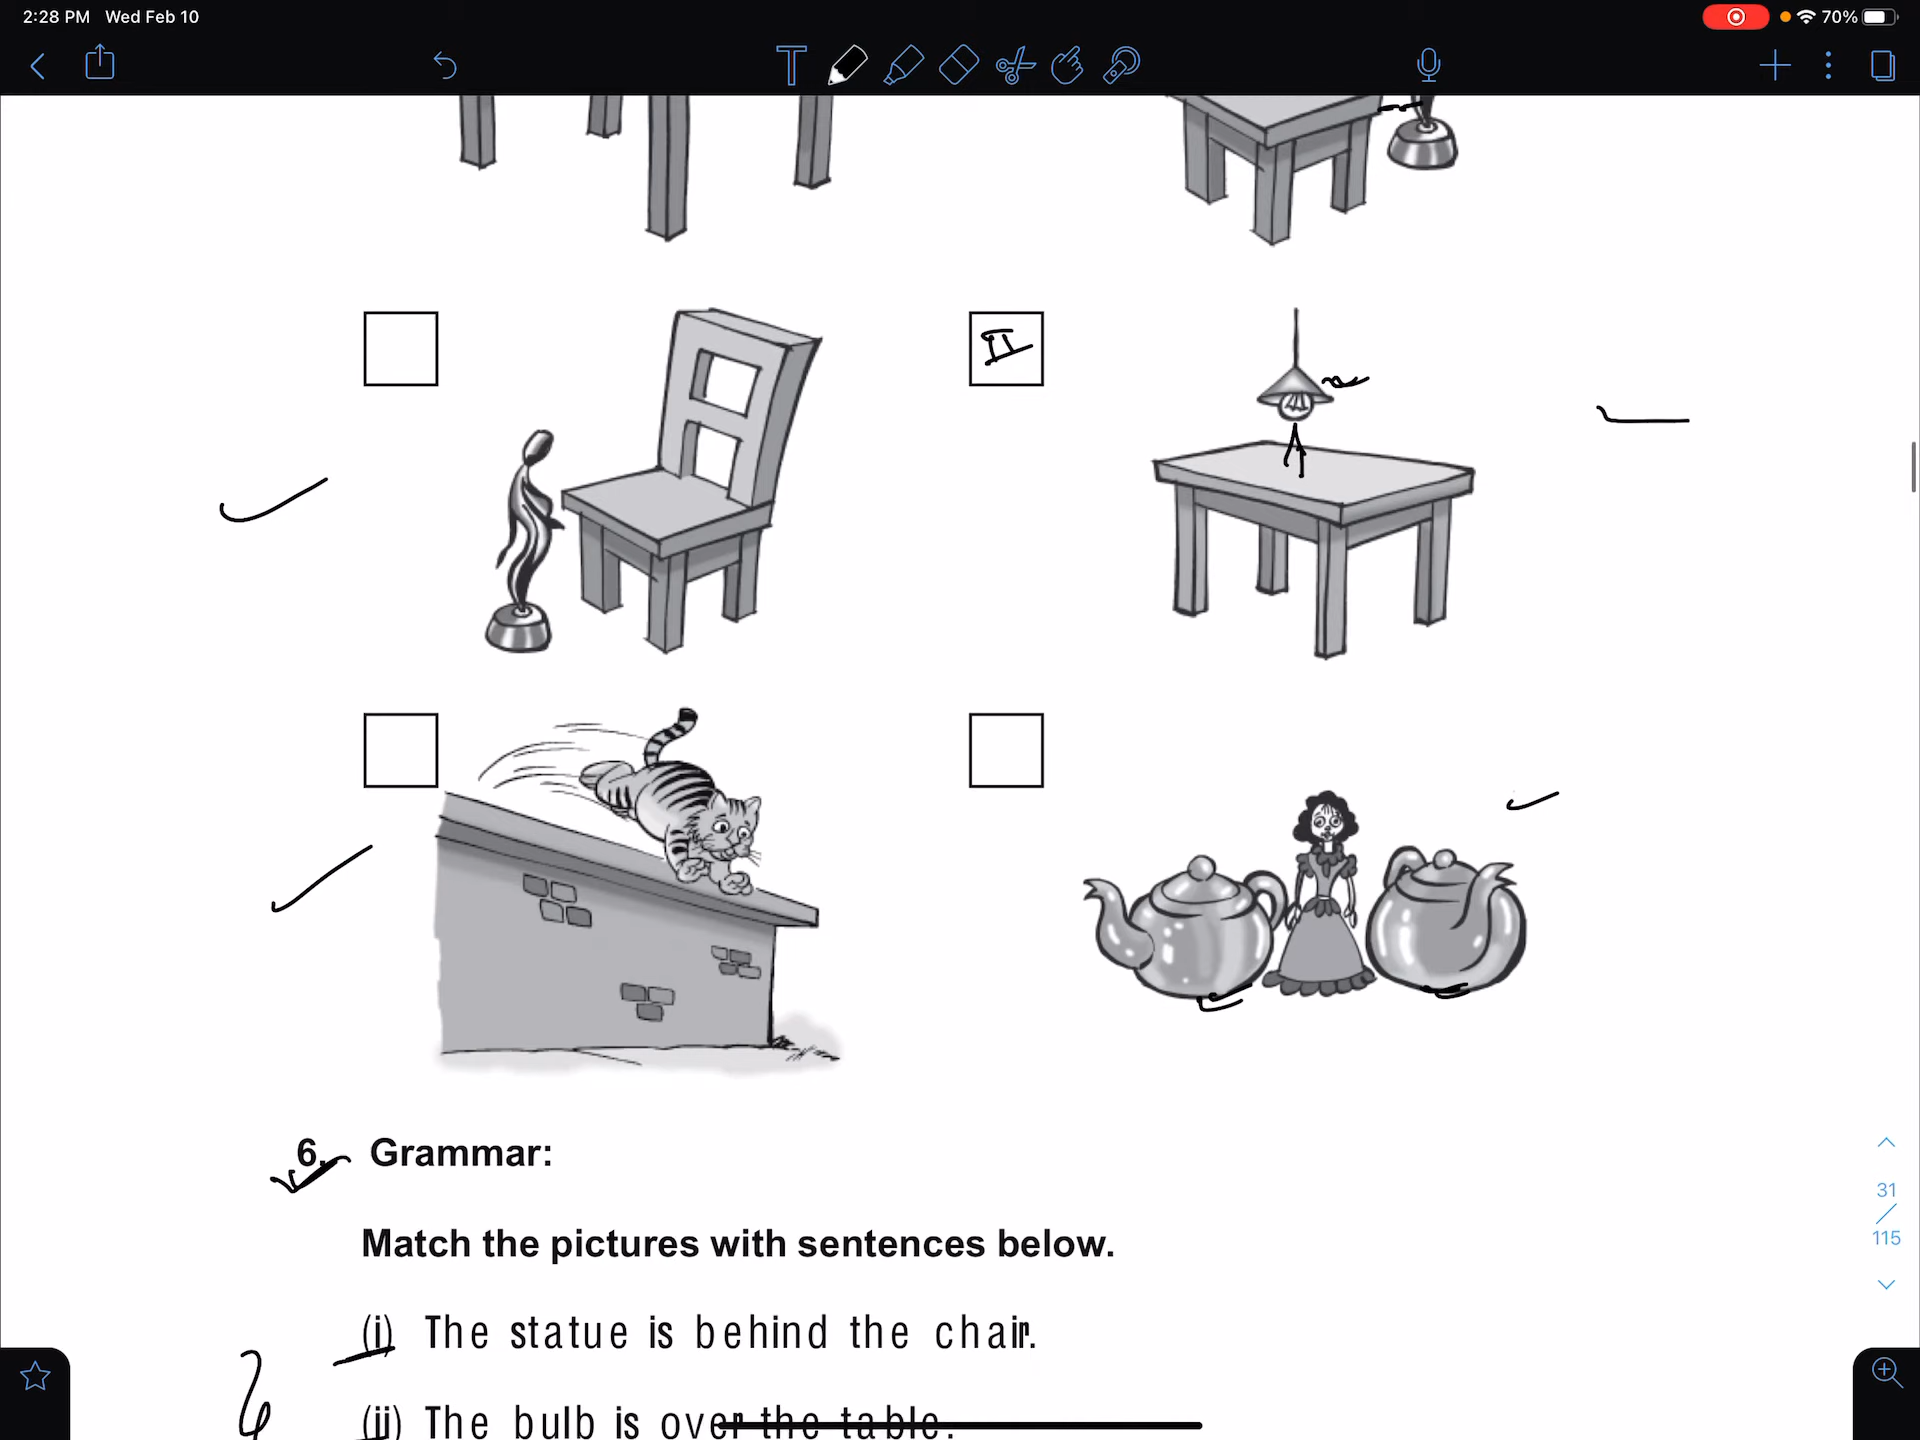 2:28 PM Wed Feb 10 70%
T
II
6. Grammar:
31
/
115
Match the pictures with sentences below.
(i) The statue is behind the chair.
(ii) The bulb is over the table.